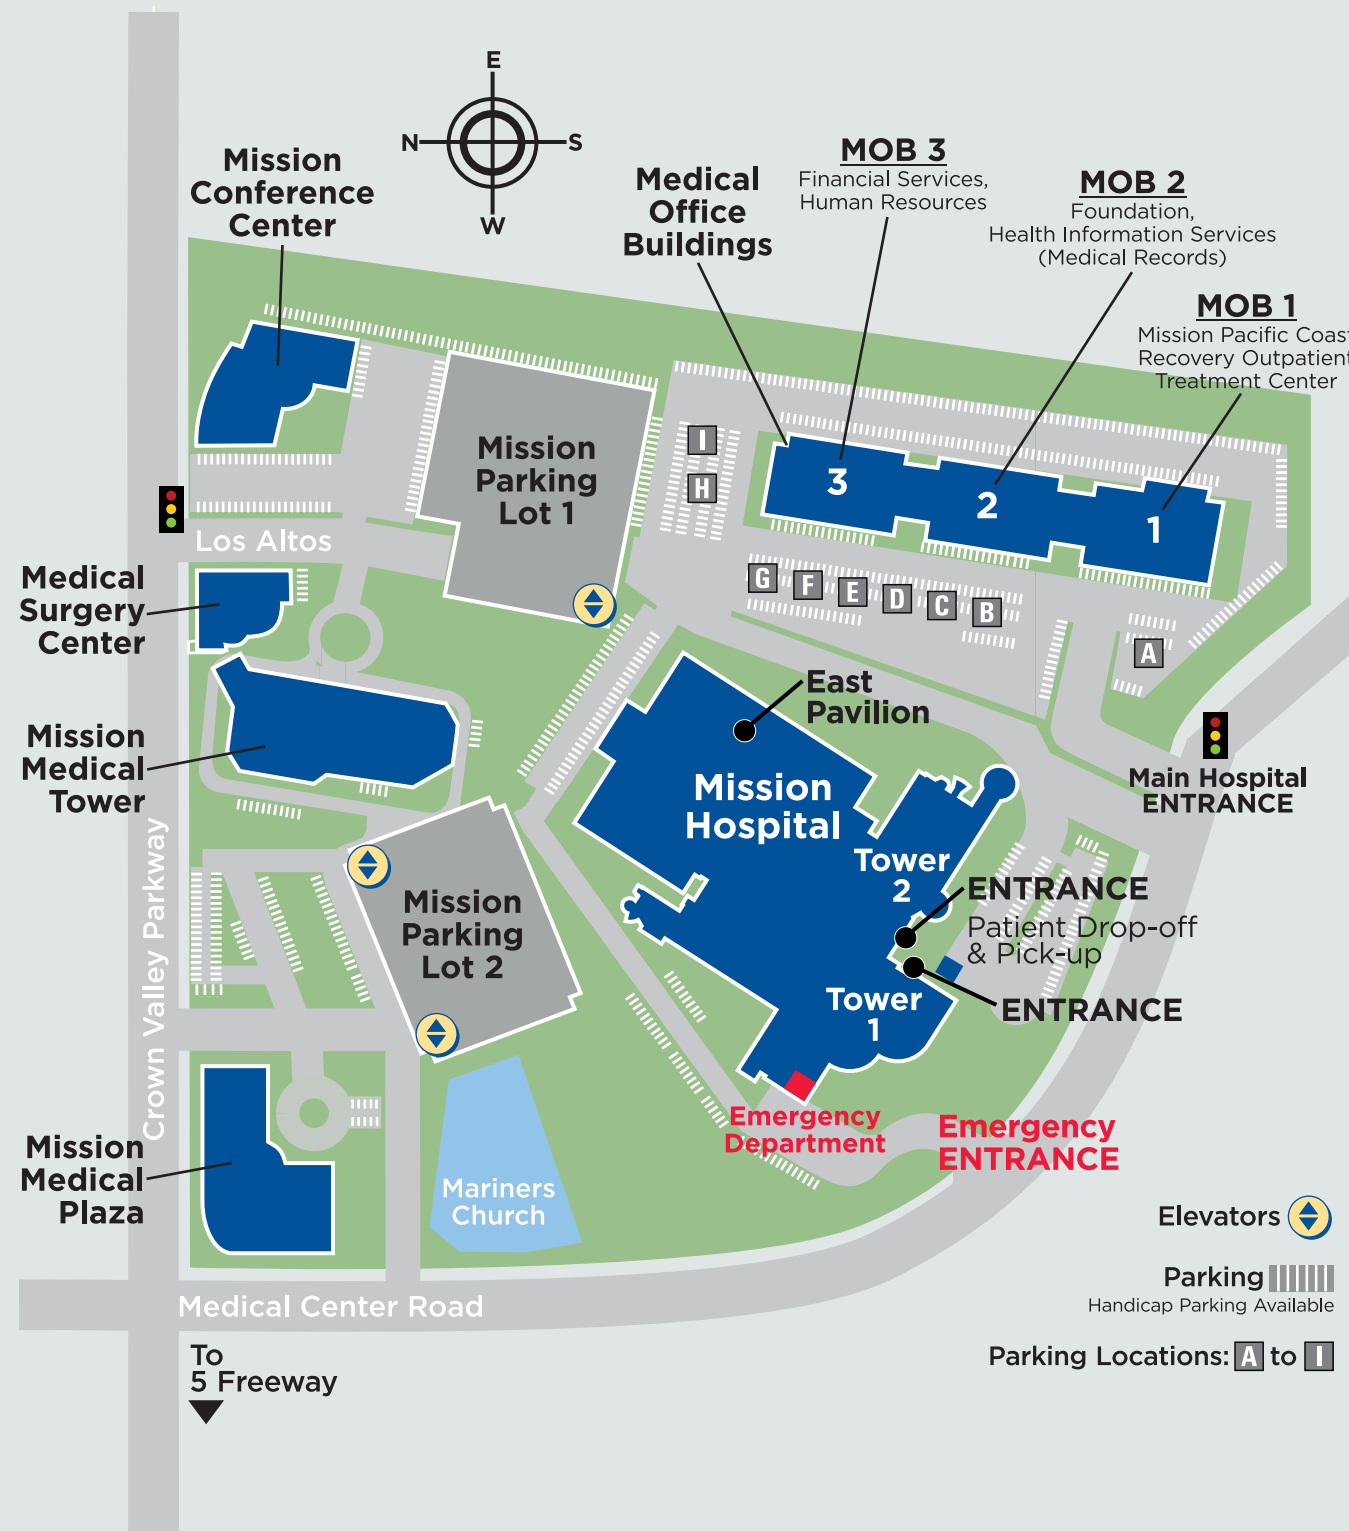 E
N
S
W
Mission
Conference
Center
Medical
Office
Buildings
MOB 3
Financial Services,
Human Resources
MOB 2
Foundation,
Health Information Services
(Medical Records)
MOB 1
Mission Pacific Coast
Recovery Outpatient
Treatment Center
Mission
Parking
Lot 1
I
H
3
2
1
Los Altos
G
F
E
D
C
B
A
Medical
Surgery
Center
Mission
Medical
Tower
East
Pavilion
Mission
Hospital
Main Hospital
ENTRANCE
Tower
2
ENTRANCE
Patient Drop-off
& Pick-up
ENTRANCE
Tower
1
Mission
Parking
Lot 2
Crown Valley Parkway
Emergency
Department
Emergency
ENTRANCE
Mission
Medical
Plaza
Mariners
Church
Elevators
Parking
Handicap Parking Available
Parking Locations: A to I
Medical Center Road
To
5 Freeway